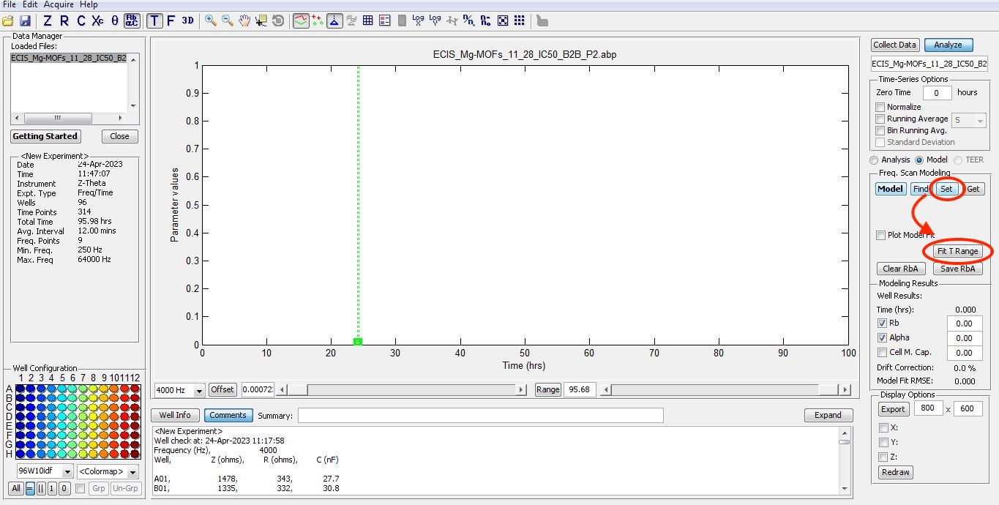 File Edit Acquire Help
Z R C Xc θ Rb αC T F 3D
Data Manager
Loaded Files:
ECIS_Mg-MOFs_11_28_IC50_B2
Getting Started Close
<New Experiment>
Date 24-Apr-2023
Time 11:47:07
Instrument Z-Theta
Expt. Type Freq/Time
Wells 96
Time Points 314
Total Time 95.98 hrs
Avg. Interval 12.00 mins
Freq. Points 9
Min. Freq. 250 Hz
Max. Freq 64000 Hz
Well Configuration
1 2 3 4 5 6 7 8 9 10 11 12
A
B
C
D
E
F
G
H
96W10idf <Colormap>
All = || 1 0 Grp Un-Grp
ECIS_Mg-MOFs_11_28_IC50_B2B_P2.abp
Parameter values
1
0.9
0.8
0.7
0.6
0.5
0.4
0.3
0.2
0.1
0
0 10 20 30 40 50 60 70 80 90 100
Time (hrs)
4000 Hz Offset 0.00072 Range 95.68
Well Info Comments Summary: Expand
<New Experiment>
Well check at: 24-Apr-2023 11:17:58
Frequency (Hz), 4000
Well, Z (ohms), R (ohms), C (nF)
A01, 1478, 343, 27.7
B01, 1335, 332, 30.8
Collect Data Analyze
ECIS_Mg-MOFs_11_28_IC50_B2
Time-Series Options
Zero Time 0 hours
Normalize
Running Average 5
Bin Running Avg.
Standard Deviation
Analysis Model TEER
Freq. Scan Modeling
Model Find Set Get
Plot Model Fit
Fit T Range
Clear RbA Save RbA
Modeling Results
Well Results:
Time (hrs): 0.000
Rb 0.00
Alpha 0.00
Cell M. Cap. 0.00
Drift Correction: 0.0 %
Model Fit RMSE: 0.000
Display Options
Export 800 x 600
X:
Y:
Z:
Redraw